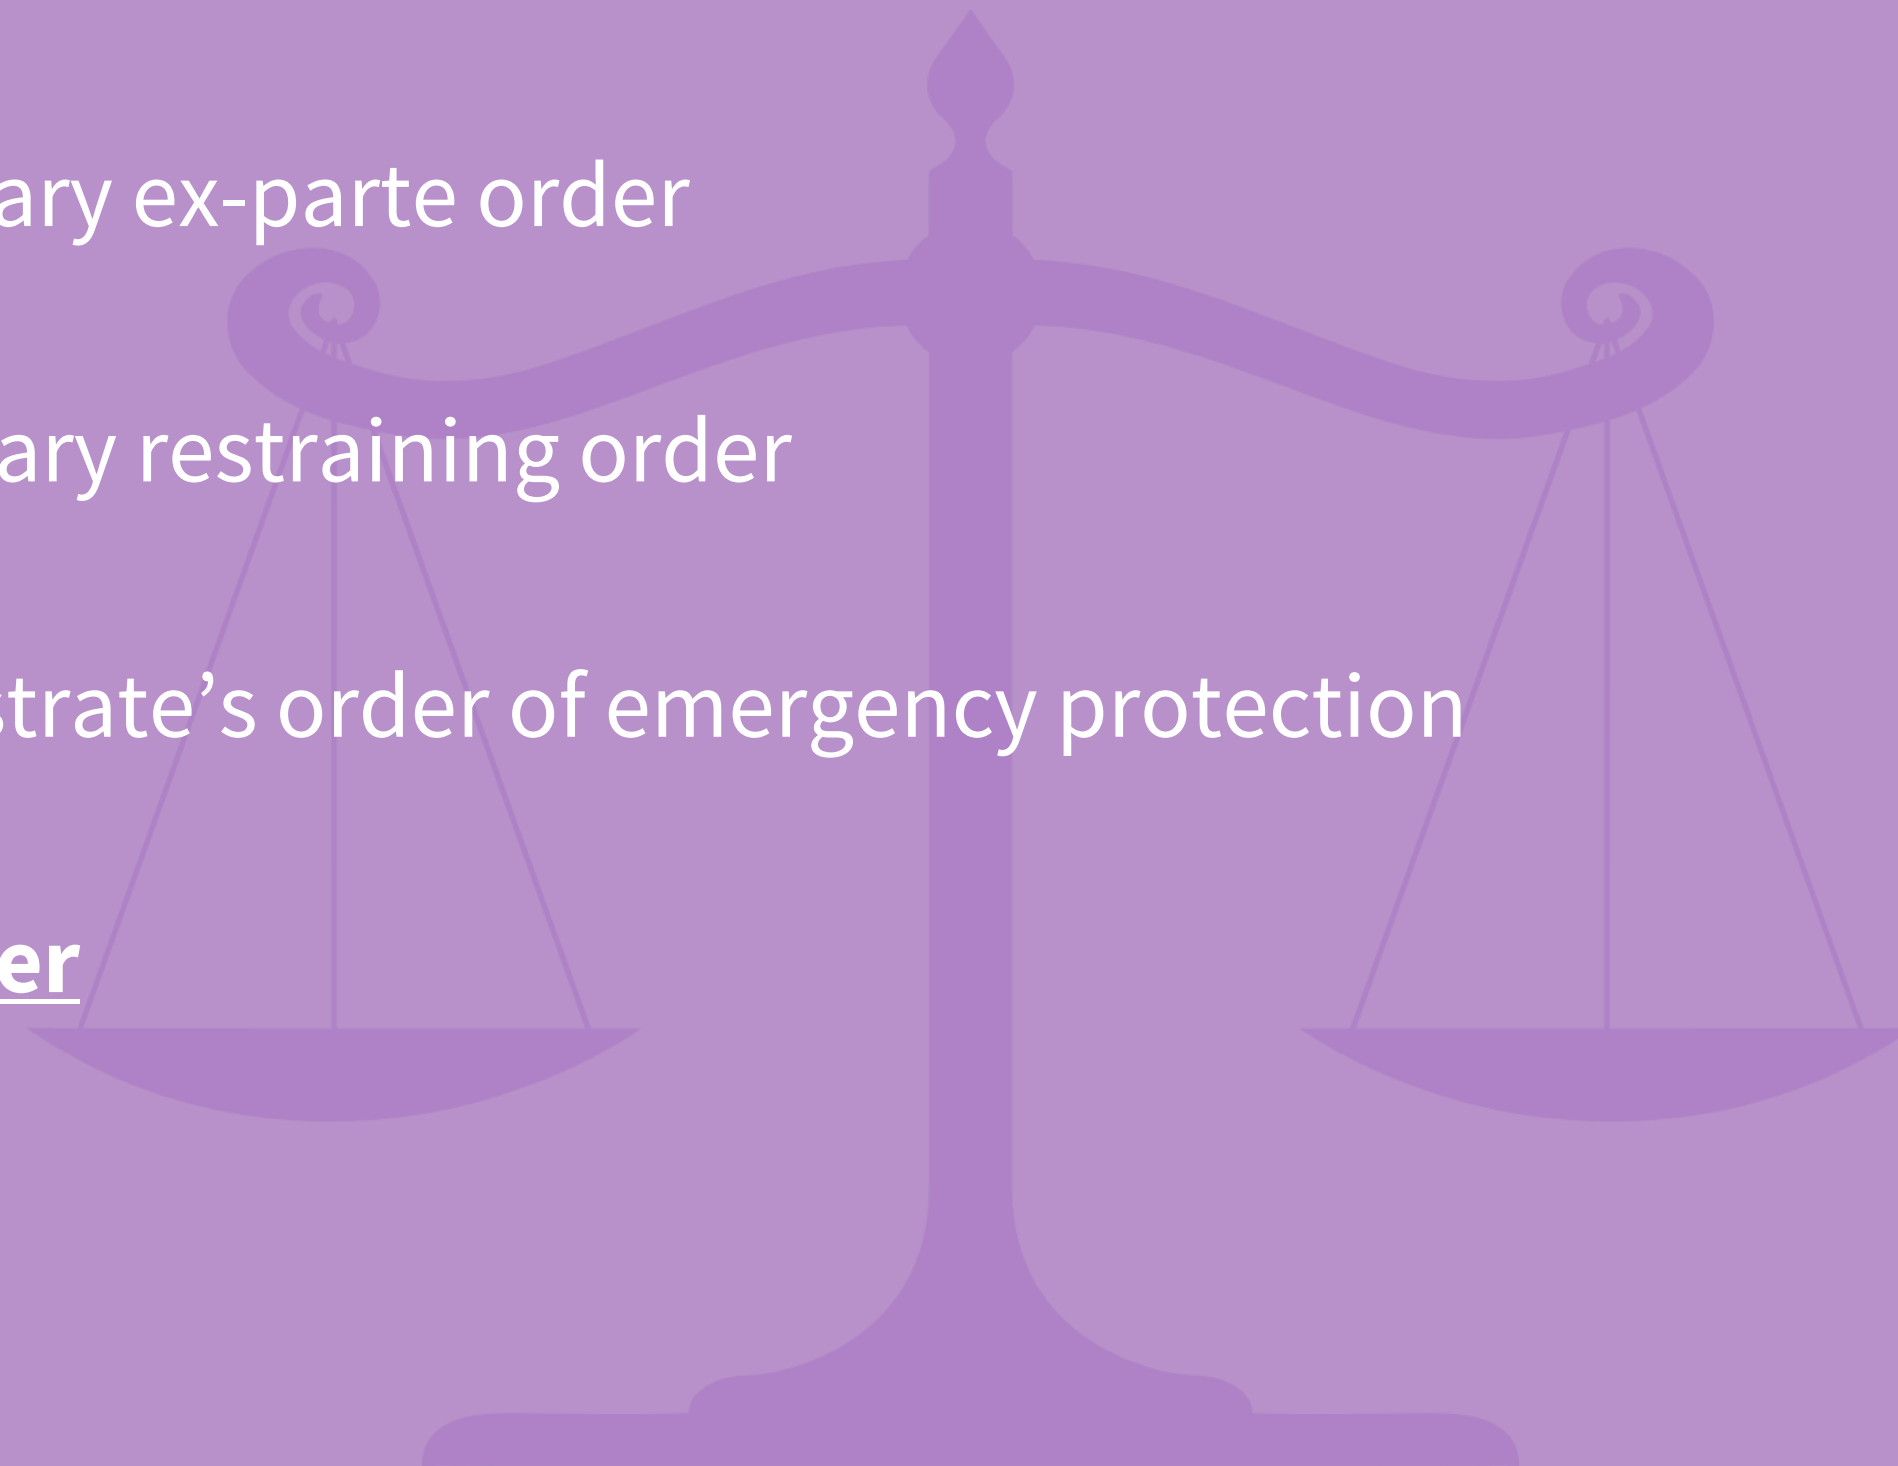 ary ex-parte order
ary restraining order
strate’s order of emergency protection
er